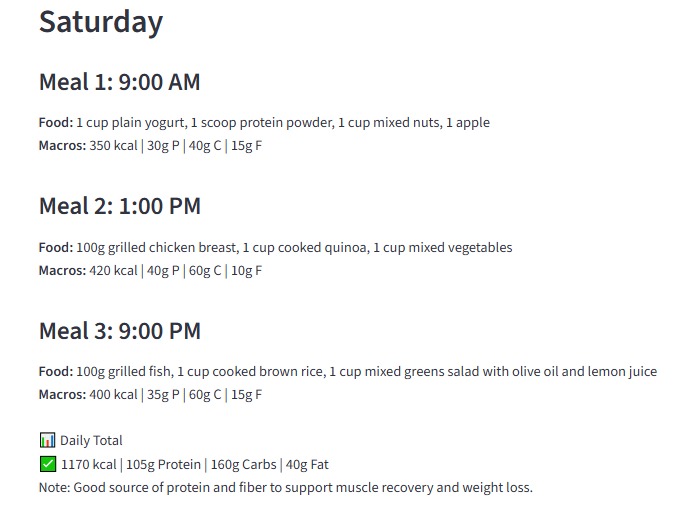 Saturday
Meal 1: 9:00 AM
Food: 1 cup plain yogurt, 1 scoop protein powder, 1 cup mixed nuts, 1 apple
Macros: 350 kcal | 30g P | 40g C | 15g F
Meal 2: 1:00 PM
Food: 100g grilled chicken breast, 1 cup cooked quinoa, 1 cup mixed vegetables
Macros: 420 kcal | 40g P | 60g C | 10g F
Meal 3: 9:00 PM
Food: 100g grilled fish, 1 cup cooked brown rice, 1 cup mixed greens salad with olive oil and lemon juice
Macros: 400 kcal | 35g P | 60g C | 15g F
📊 Daily Total
✅ 1170 kcal | 105g Protein | 160g Carbs | 40g Fat
Note: Good source of protein and fiber to support muscle recovery and weight loss.